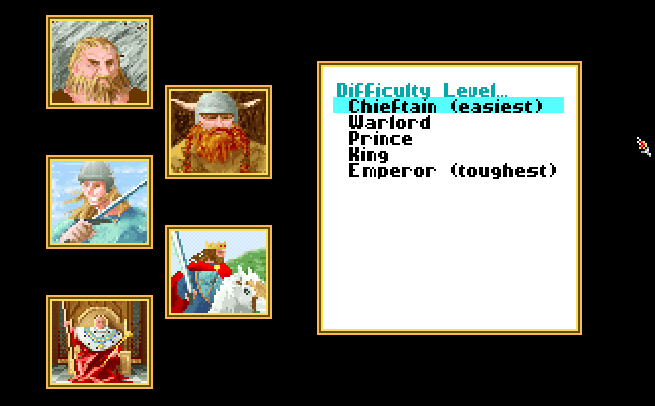 Difficulty Level...
Chieftain (easiest)
Warlord
Prince
King
Emperor (toughest)